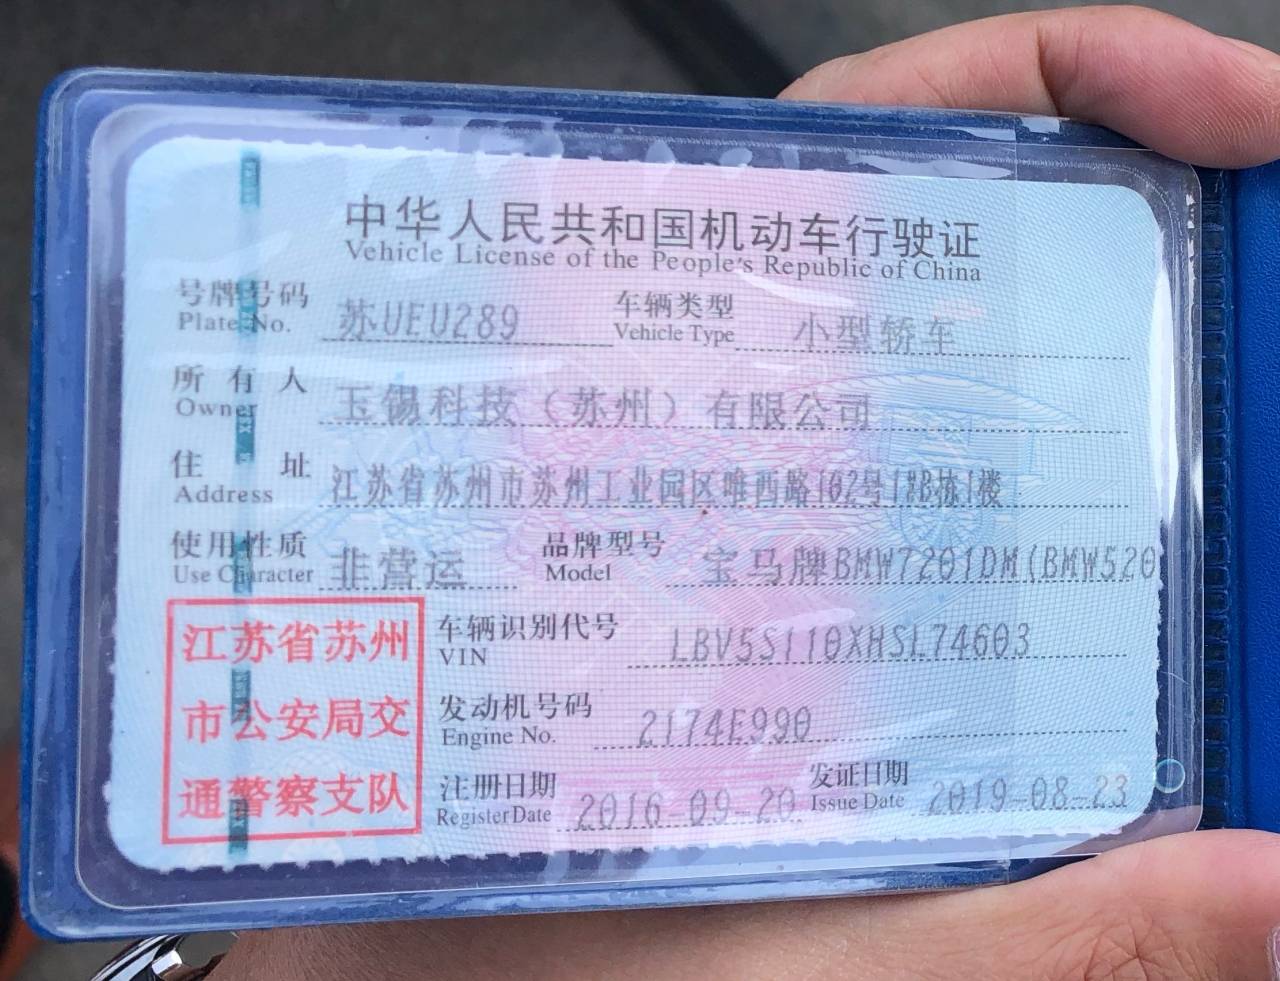 中华人民共和国机动车行驶证
Vehicle License of the People's Republic of China
号牌号码 苏UEU289 车辆类型 小型轿车
Plate No. Vehicle Type
所有人 玉锡科技（苏州）有限公司
Owner
住址 江苏省苏州市苏州工业园区唯西路102号18B栋1楼
Address
使用性质 非营运 品牌型号 宝马牌BMW7201DM(BMW520
Use Character Model
江苏省苏州
市公安局交
通警察支队
车辆识别代号 LBV5S110XHSL74603
VIN
发动机号码 2174E990
Engine No.
注册日期 2016-09-20 发证日期 2019-08-23
Register Date Issue Date